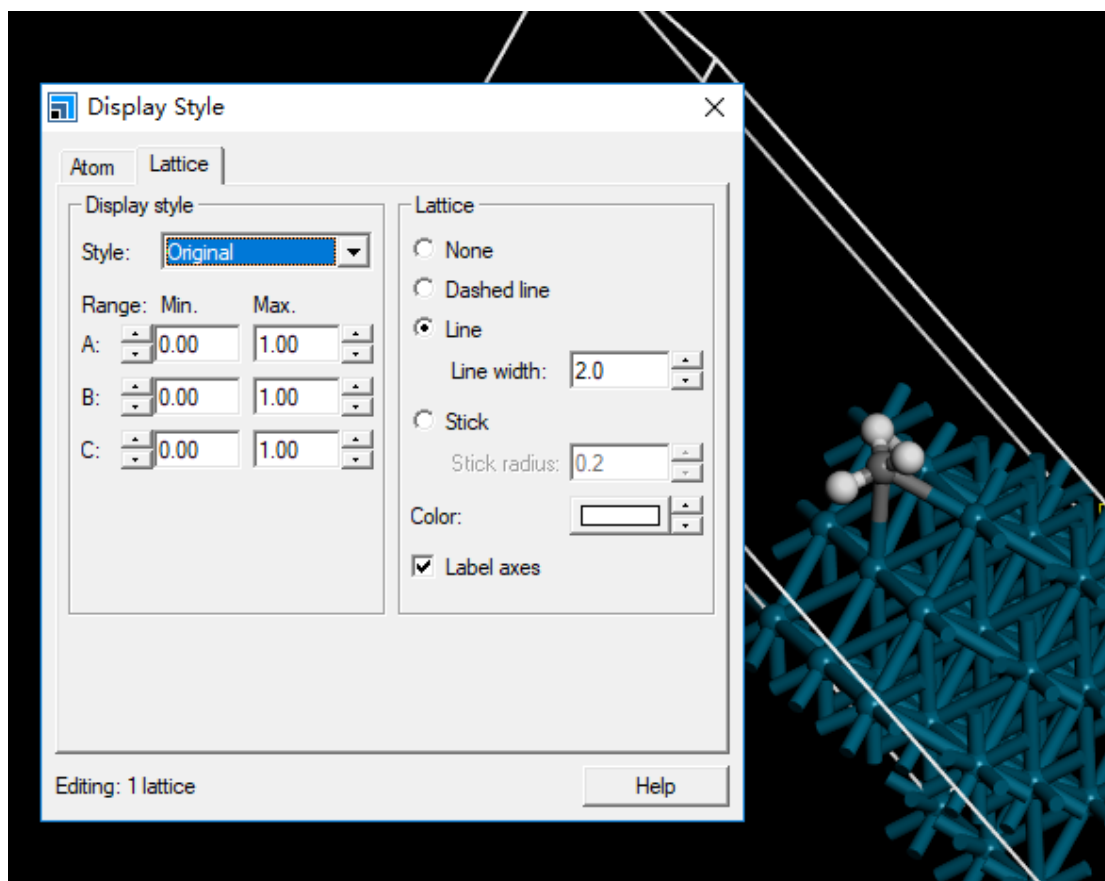 Display Style
Atom Lattice
Display style
Style: Original
Range: Min. Max.
A: 0.00 1.00
B: 0.00 1.00
C: 0.00 1.00
Lattice
None
Dashed line
Line
Line width: 2.0
Stick
Stick radius: 0.2
Color:
Label axes
Editing: 1 lattice
Help